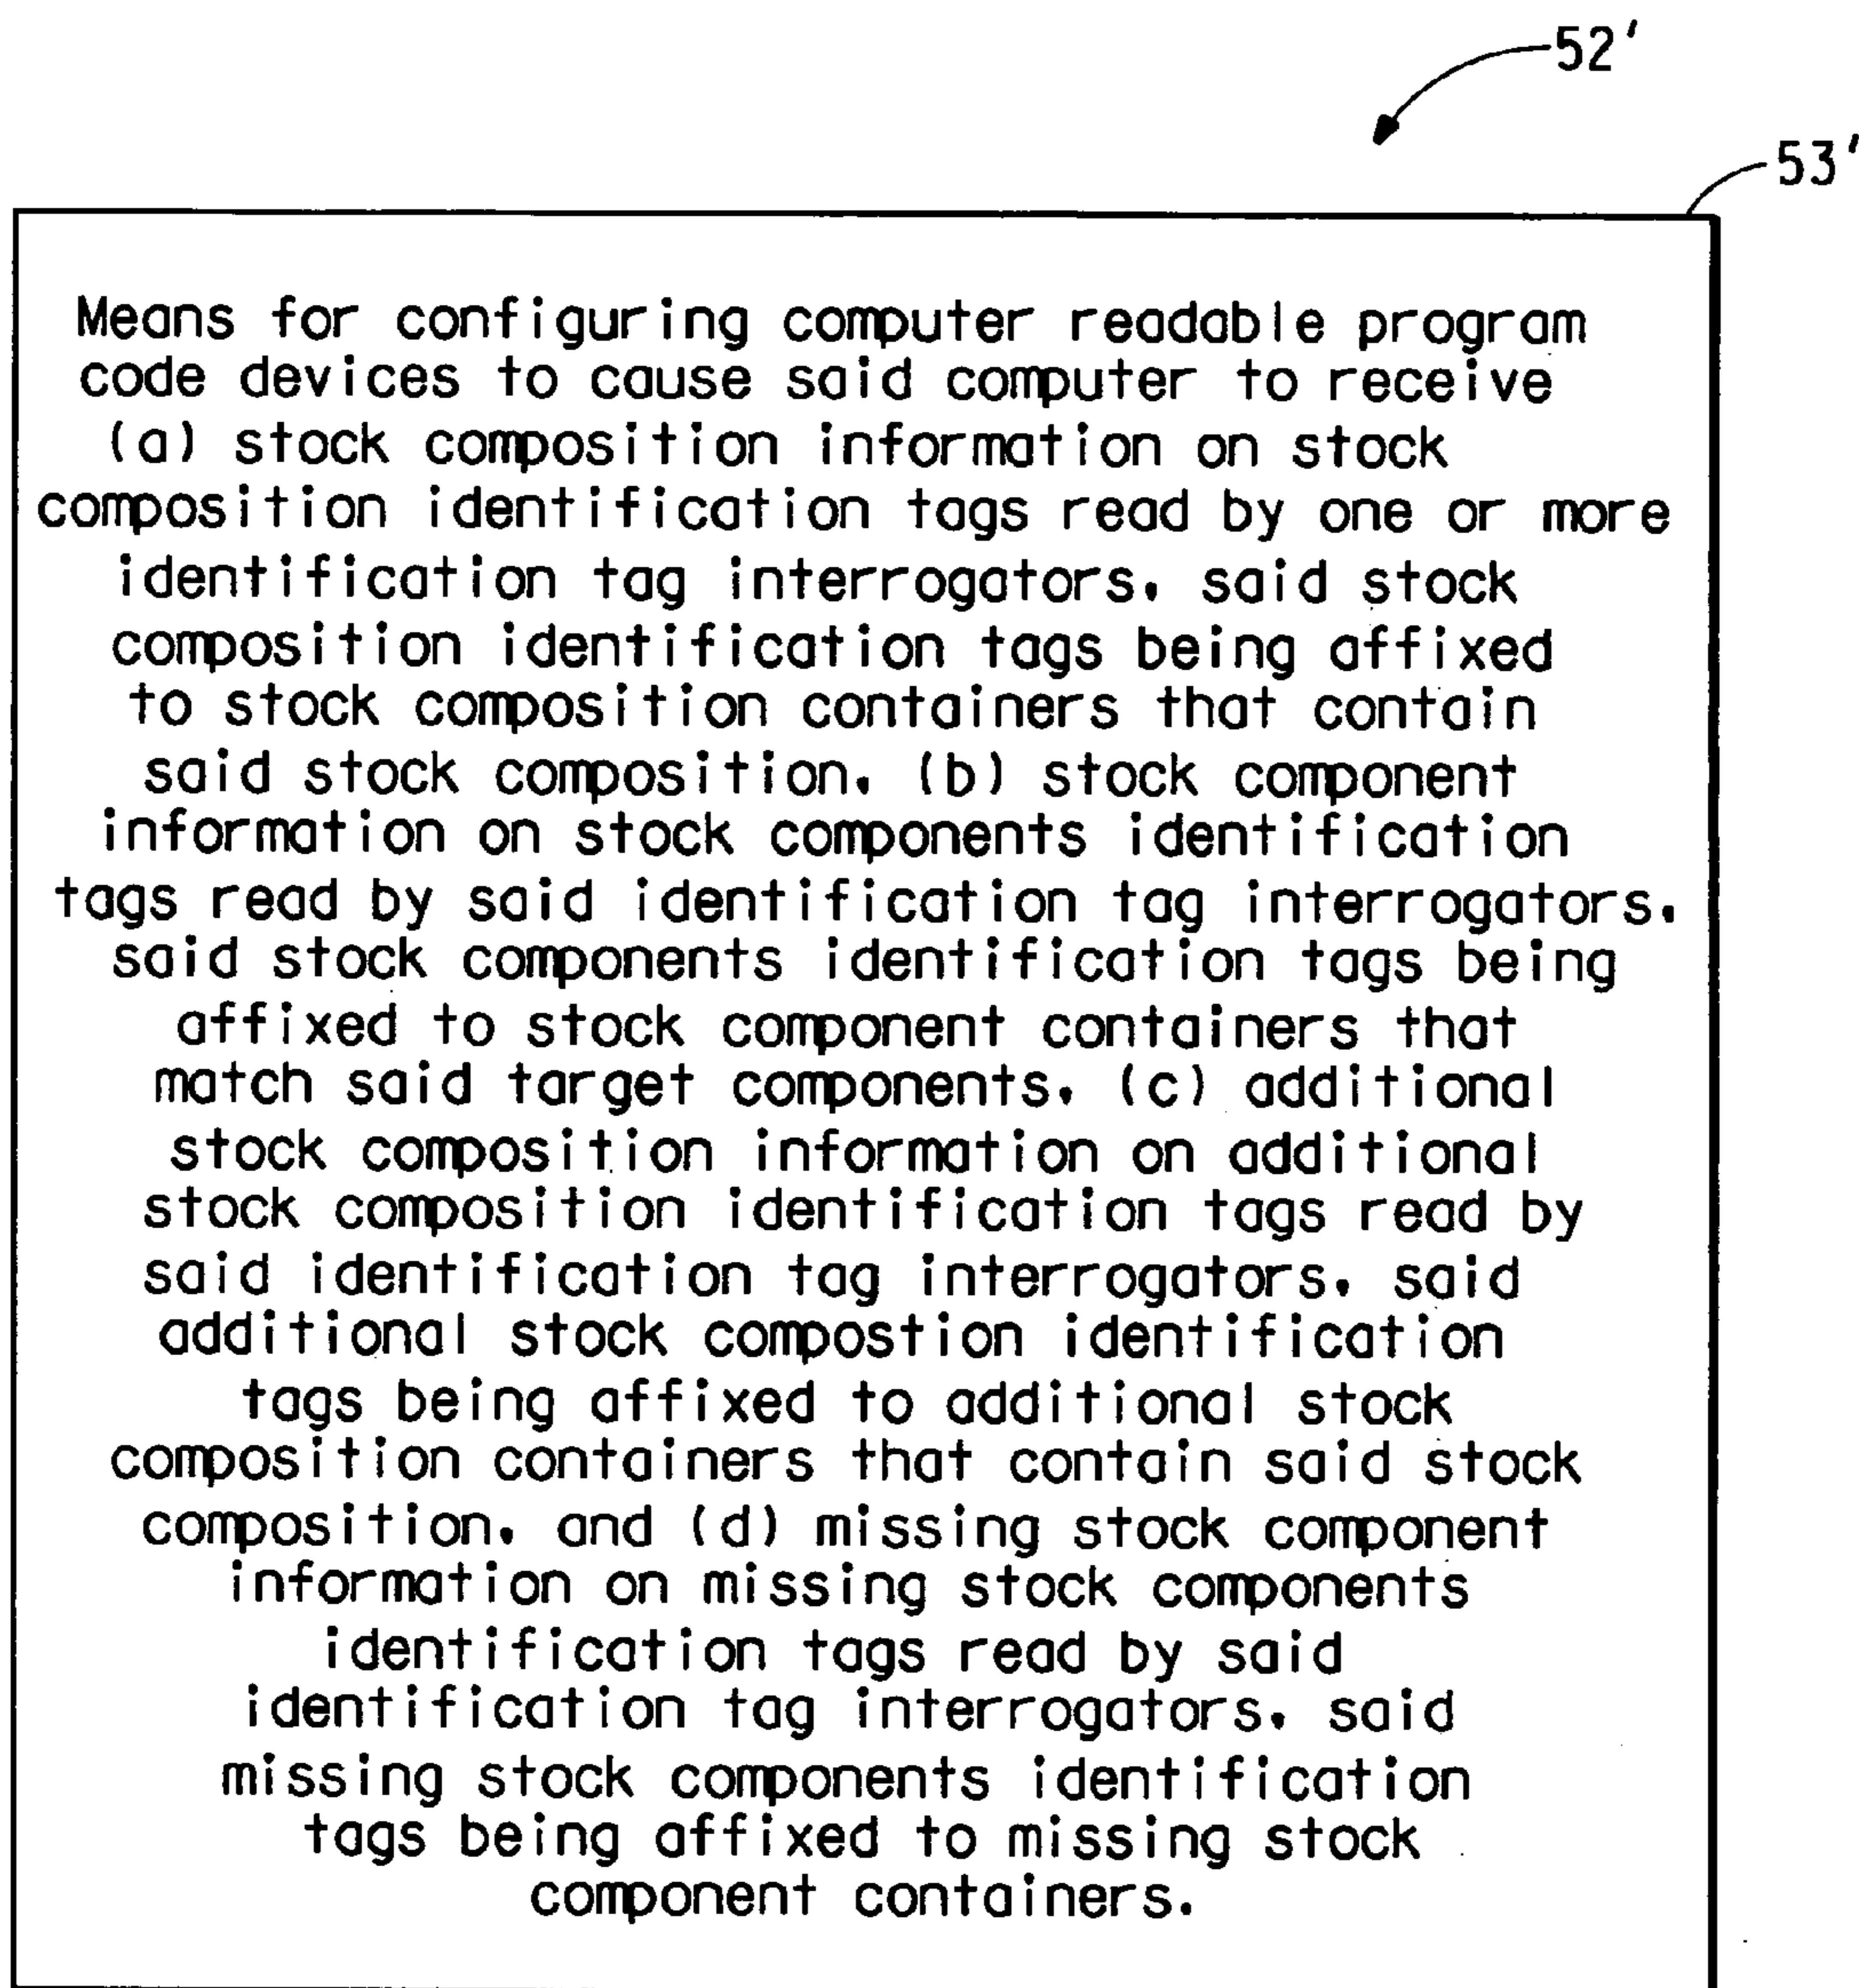 52'
53'
Means for configuring computer readable program
code devices to cause said computer to receive
(a) stock composition information on stock
composition identification tags read by one or more
identification tag interrogators, said stock
composition identification tags being affixed
to stock composition containers that contain
said stock composition, (b) stock component
information on stock components identification
tags read by said identification tag interrogators,
said stock components identification tags being
affixed to stock component containers that
match said target components, (c) additional
stock composition information on additional
stock composition identification tags read by
said identification tag interrogators, said
additional stock compostion identification
tags being affixed to additional stock
composition containers that contain said stock
composition, and (d) missing stock component
information on missing stock components
identification tags read by said
identification tag interrogators, said
missing stock components identification
tags being affixed to missing stock
component containers.